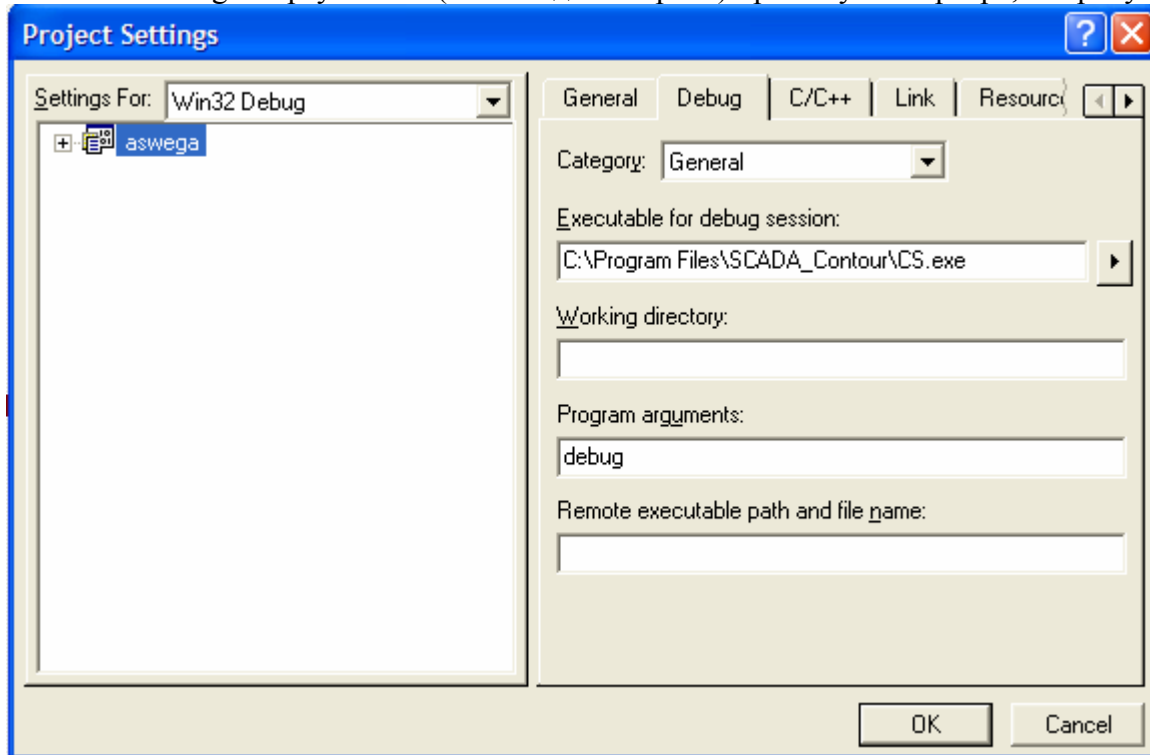 Project Settings
Settings For: Win32 Debug
aswega
General Debug C/C++ Link
Category: General
Executable for debug session:
C:\Program Files\SCADA_Contour\CS.exe
Working directory:
Program arguments:
debug
Remote executable path and file name:
OK Cancel